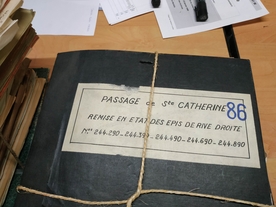 PASSAGE de Ste CATHERINE 86
REMISE EN ETAT DES EPIS DE RIVE DROITE
Mos 244.290 - 244.390 - 244.490 - 244.690 - 244.890